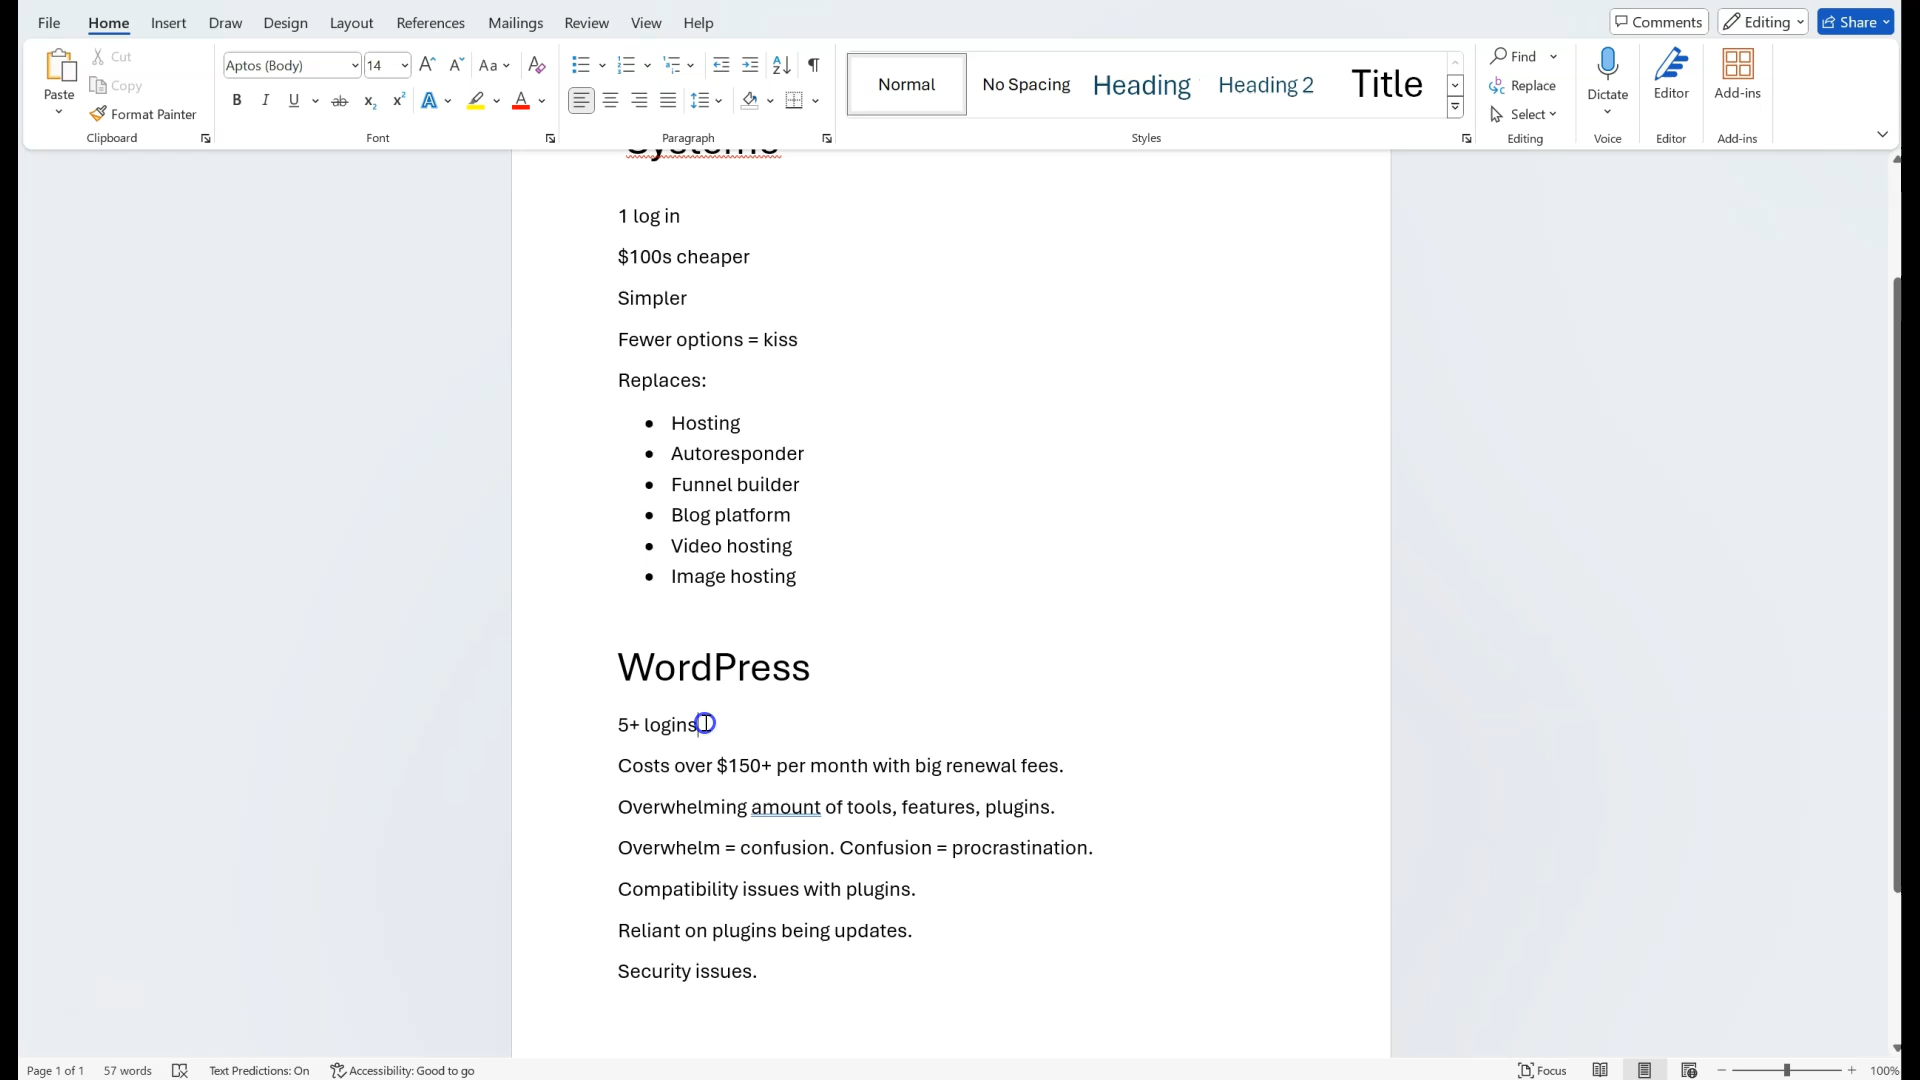 File Home Insert Draw Design Layout References Mailings Review View Help Comments Editing Share
Paste Cut Copy Format Painter
Clipboard
Aptos (Body) 14
Font
Paragraph
Normal No Spacing Heading Heading 2 Title
Styles
Find Replace Select
Editing
Dictate
Voice
Editor
Editor
Add-ins
Add-ins
1 log in
$100s cheaper
Simpler
Fewer options = kiss
Replaces:
• Hosting
• Autoresponder
• Funnel builder
• Blog platform
• Video hosting
• Image hosting
WordPress
5+ logins
Costs over $150+ per month with big renewal fees.
Overwhelming amount of tools, features, plugins.
Overwhelm = confusion. Confusion = procrastination.
Compatibility issues with plugins.
Reliant on plugins being updates.
Security issues.
Page 1 of 1 57 words Text Predictions: On Accessibility: Good to go Focus 100%